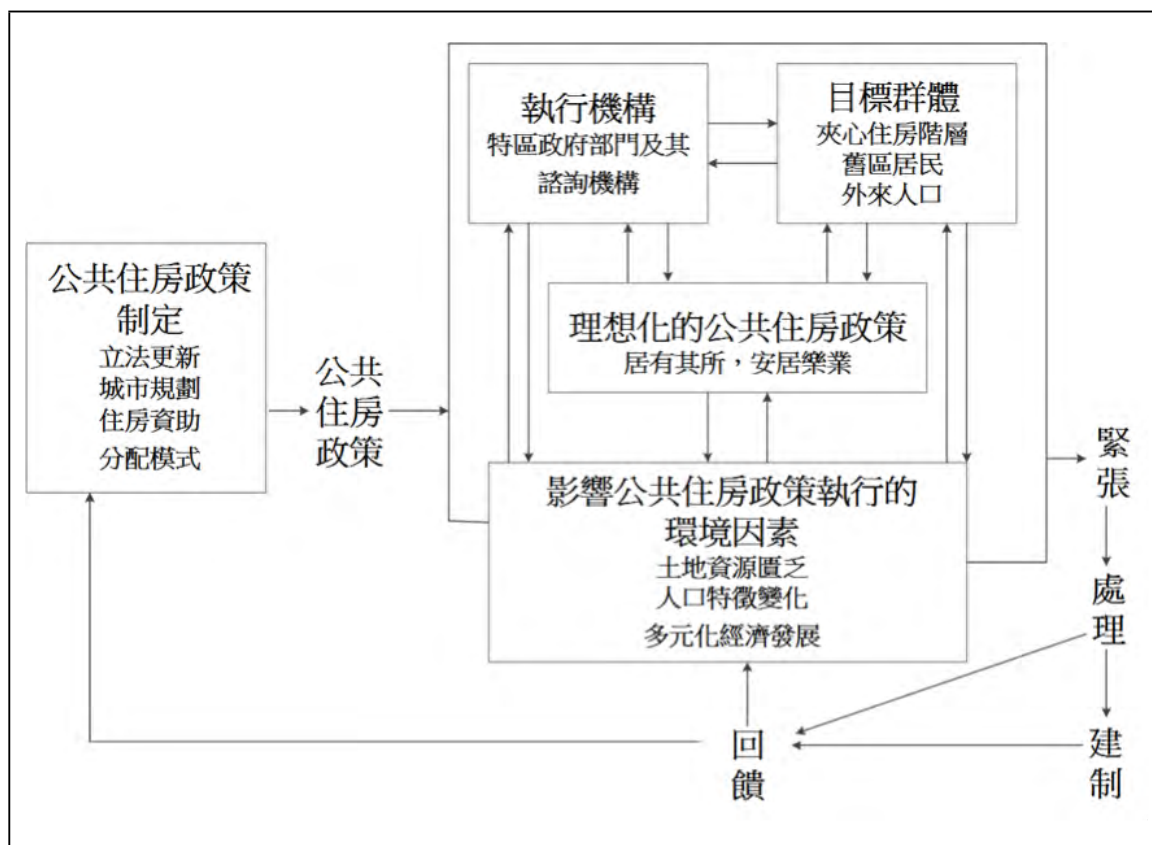 公共住房政策
制定
立法更新
城市規劃
住房資助
分配模式
公共
住房
政策
執行機構
特區政府部門及其
諮詢機構
目標群體
夾心住房階層
舊區居民
外來人口
理想化的公共住房政策
居有其所，安居樂業
影響公共住房政策執行的
環境因素
土地資源匱乏
人口特徵變化
多元化經濟發展
緊張
處理
建制
回饋